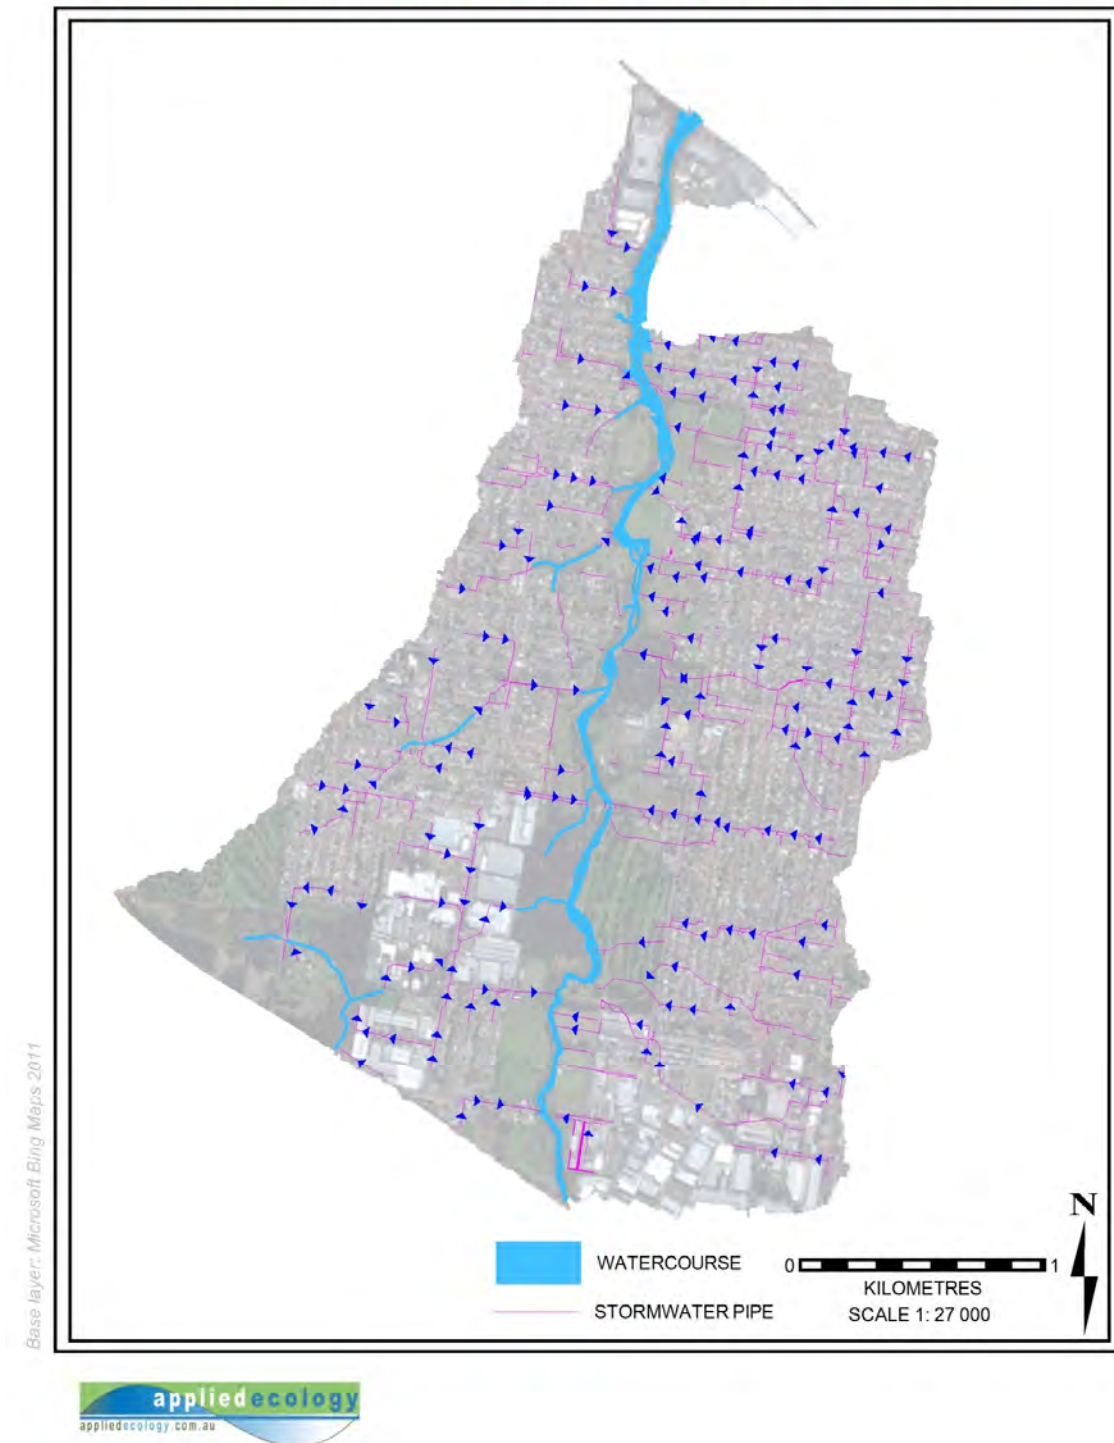 N
WATERCOURSE
0 1
KILOMETRES
STORMWATER PIPE
SCALE 1: 27 000
Base layer: Microsoft Bing Maps 2011
appliedecology
appliedecology.com.au